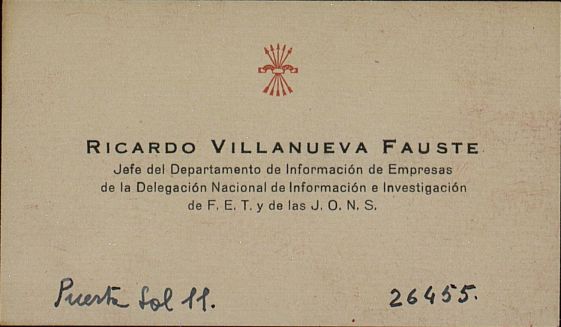 RICARDO VILLANUEVA FAUSTE
Jefe del Departamento de Información de Empresas
de la Delegación Nacional de Información e Investigación
de F. E. T. y de las J. O. N. S.
Puerta Sol 11. 26455.